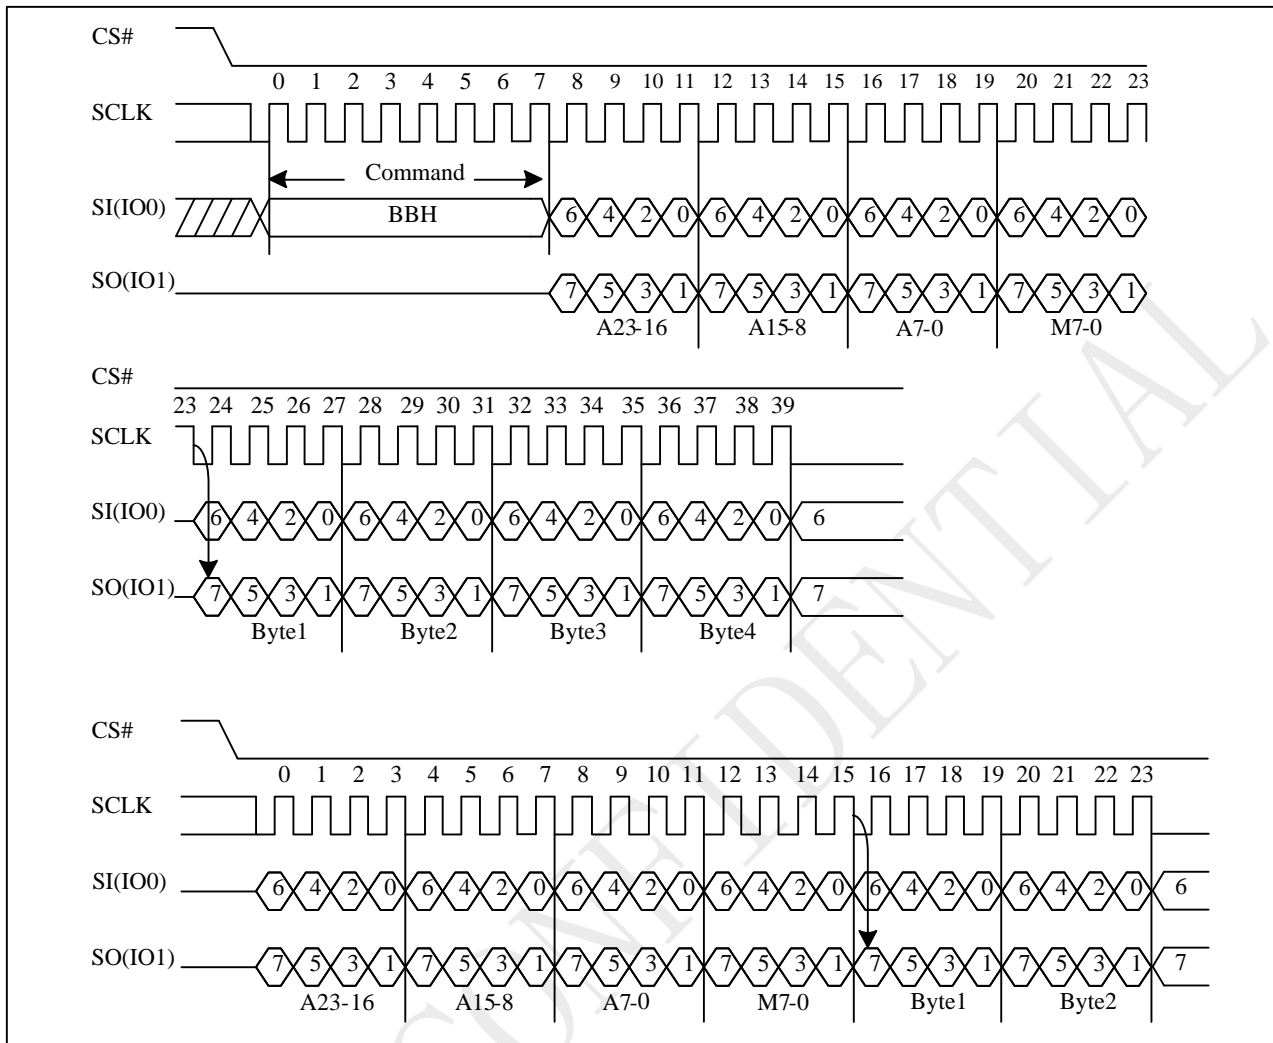 CS#
0 1 2 3 4 5 6 7 8 9 10 11 12 13 14 15 16 17 18 19 20 21 22 23
SCLK
Command
SI(IO0) BBH 6 4 2 0 6 4 2 0 6 4 2 0 6 4 2 0
SO(IO1) 7 5 3 1 7 5 3 1 7 5 3 1 7 5 3 1
A23-16 A15-8 A7-0 M7-0
CS#
23 24 25 26 27 28 29 30 31 32 33 34 35 36 37 38 39
SCLK
SI(IO0) 6 4 2 0 6 4 2 0 6 4 2 0 6 4 2 0 6
SO(IO1) 7 5 3 1 7 5 3 1 7 5 3 1 7 5 3 1 7
Byte1 Byte2 Byte3 Byte4
CS#
0 1 2 3 4 5 6 7 8 9 10 11 12 13 14 15 16 17 18 19 20 21 22 23
SCLK
SI(IO0) 6 4 2 0 6 4 2 0 6 4 2 0 6 4 2 0 6 4 2 0 6 4 2 0 6
SO(IO1) 7 5 3 1 7 5 3 1 7 5 3 1 7 5 3 1 7 5 3 1 7 5 3 1 7
A23-16 A15-8 A7-0 M7-0 Byte1 Byte2
CONFIDENTIAL